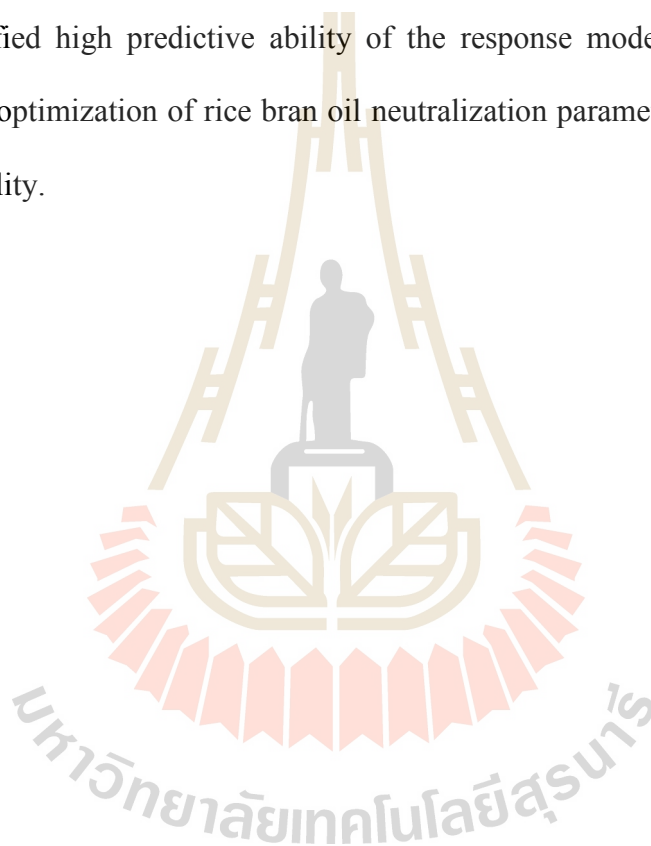 fied high predictive ability of the response mode
optimization of rice bran oil neutralization parame
lity.
มหาวิทยาลัยเทคโนโลยีสุรนารี